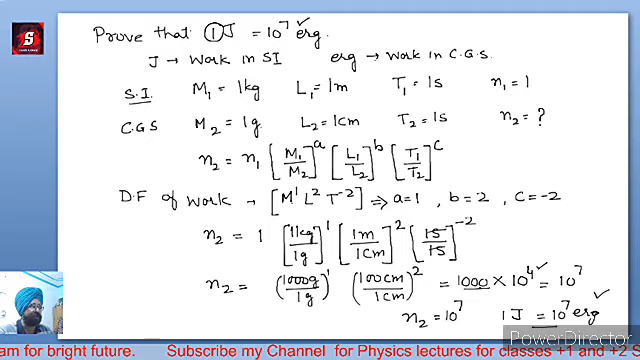 Prove that ① J = 10⁷ erg.
J → Work in SI erg → Work in C.G.S.
S.I M₁ = 1kg L₁ = 1m T₁ = 1s n₁ = 1
C.G.S M₂ = 1g L₂ = 1cm T₂ = 1s n₂ = ?
n₂ = n₁ [M₁/M₂]ᵃ [L₁/L₂]ᵇ [T₁/T₂]ᶜ
D.F of work → [M¹ L² T⁻²] ⇒ a=1, b=2, c=-2
n₂ = 1 [1kg/1g]¹ [1m/1cm]² [1s/1s]⁻²
n₂ = (1000g/1g)¹ (100cm/1cm)² = 1000 × 10⁴ = 10⁷
n₂ = 10⁷ 1 J = 10⁷ erg
PowerDirector
am for bright future. Subscribe my Channel for Physics lectures for classes +1 and +2 S